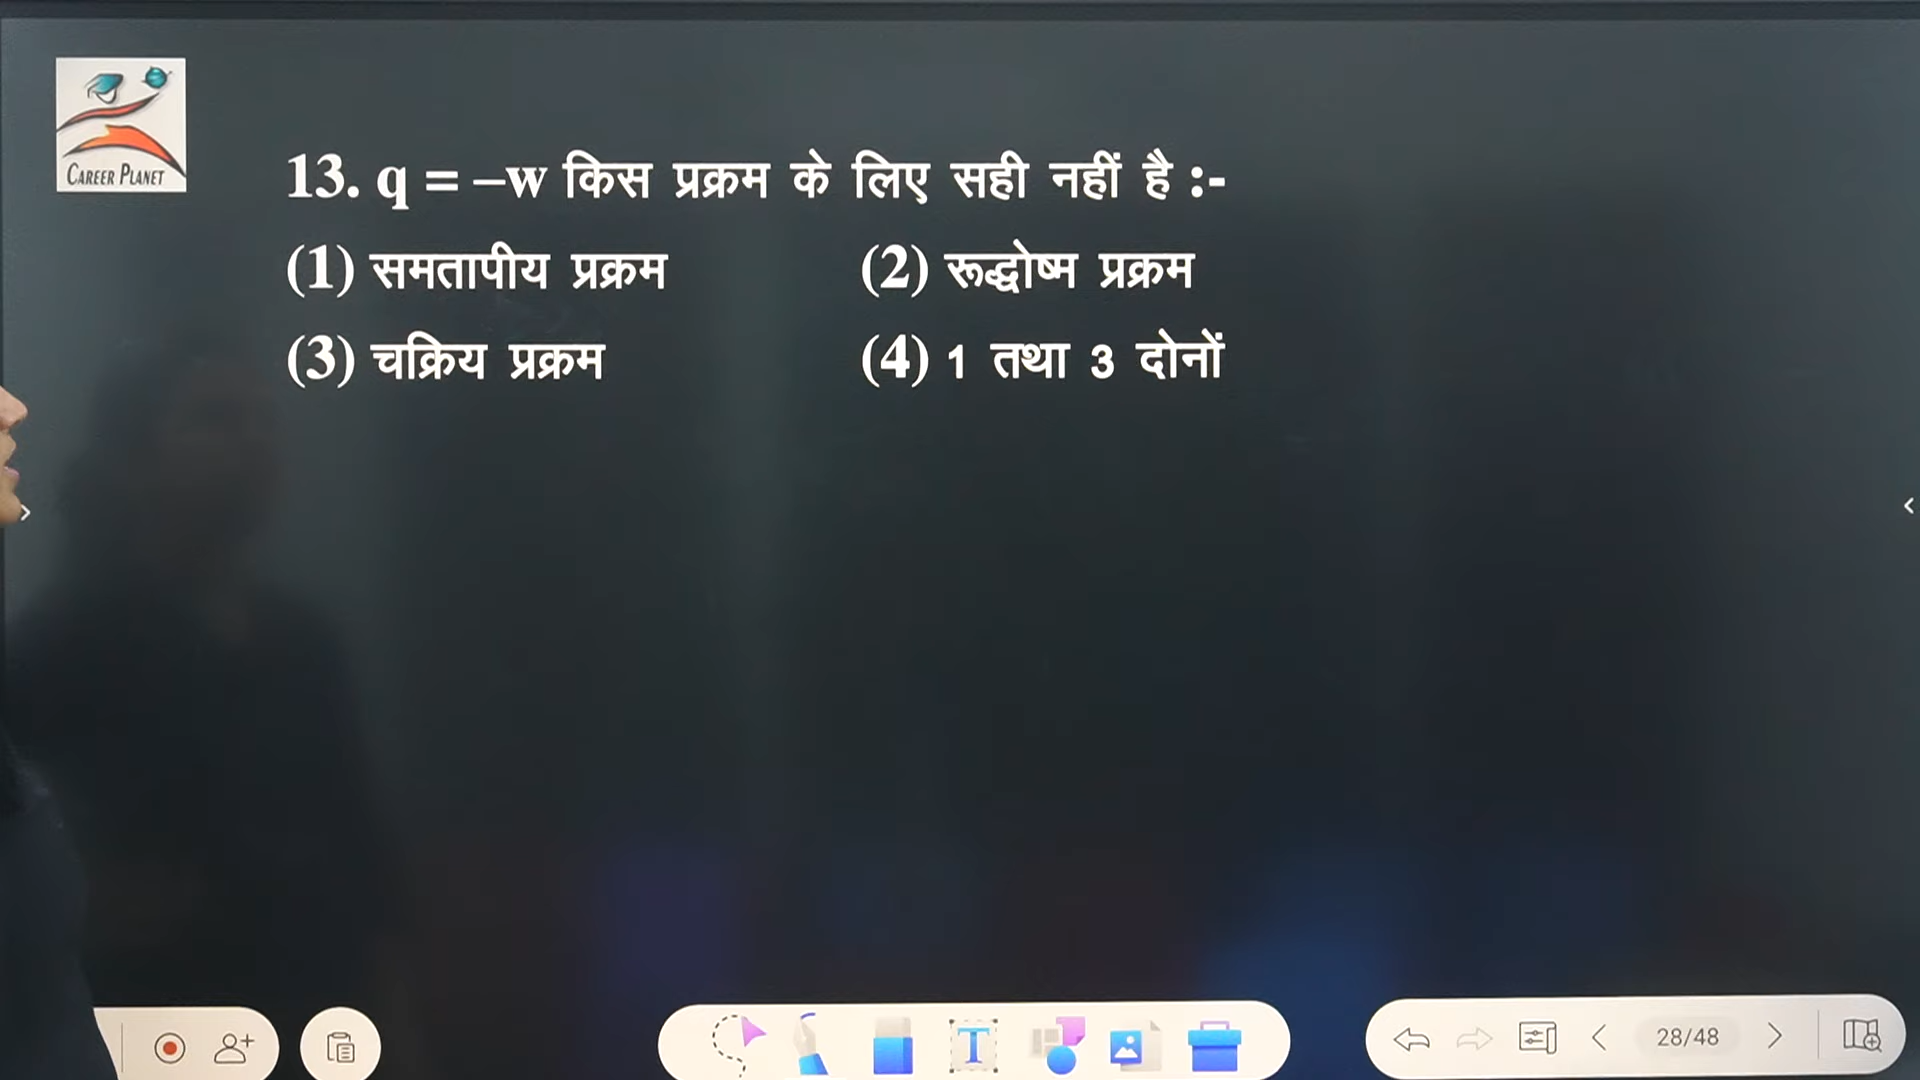 CAREER PLANET
13. q = –w किस प्रक्रम के लिए सही नहीं है :-
(1) समतापीय प्रक्रम (2) रूद्धोष्म प्रक्रम
(3) चक्रिय प्रक्रम (4) 1 तथा 3 दोनों
T
28/48